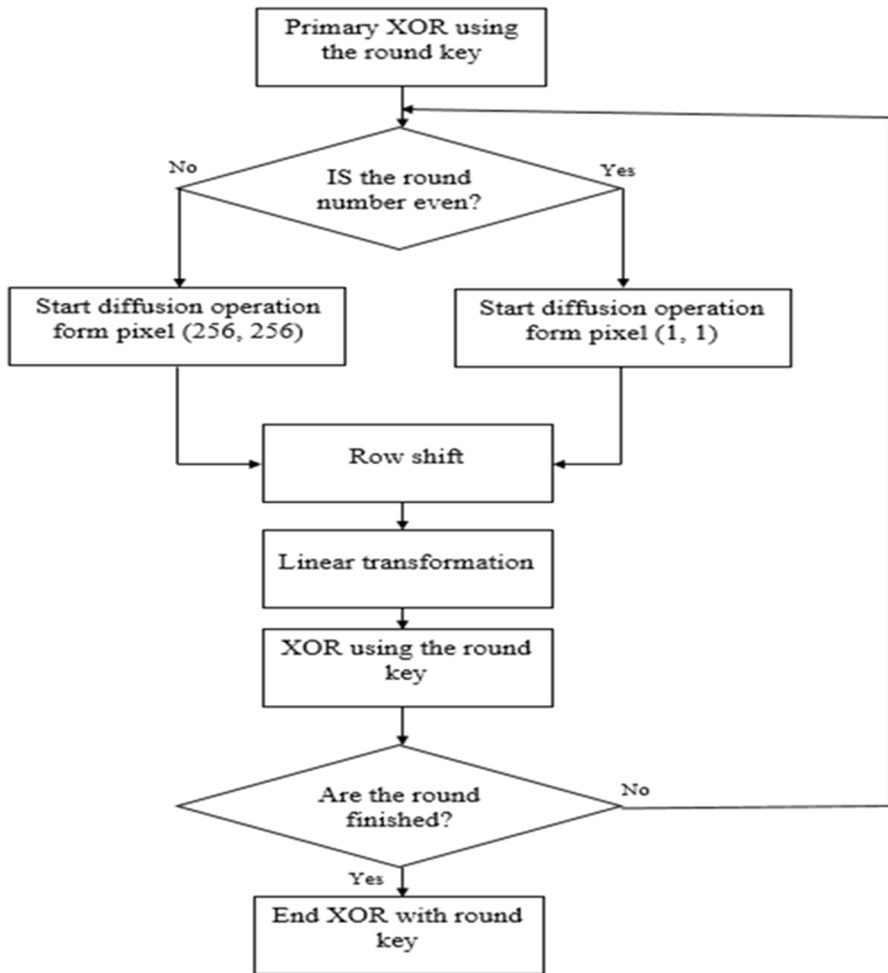 Primary XOR using
the round key
No
IS the round
number even?
Yes
Start diffusion operation
form pixel (256, 256)
Start diffusion operation
form pixel (1, 1)
Row shift
Linear transformation
XOR using the round
key
Are the round
finished?
No
Yes
End XOR with round
key